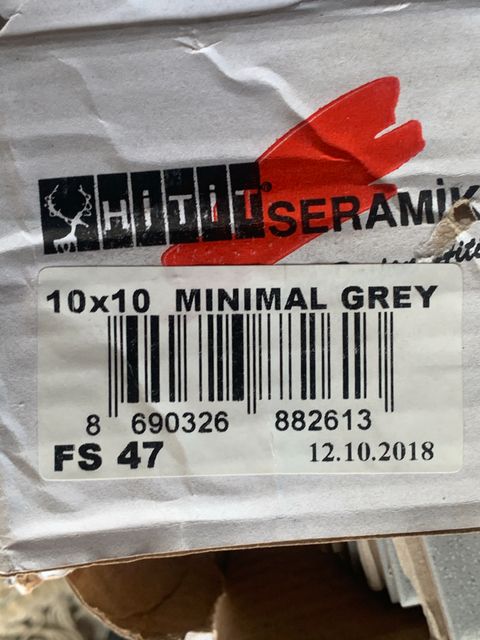 HİTİT® SERAMİK
10x10 MINIMAL GREY
8 690326 882613
FS 47 12.10.2018